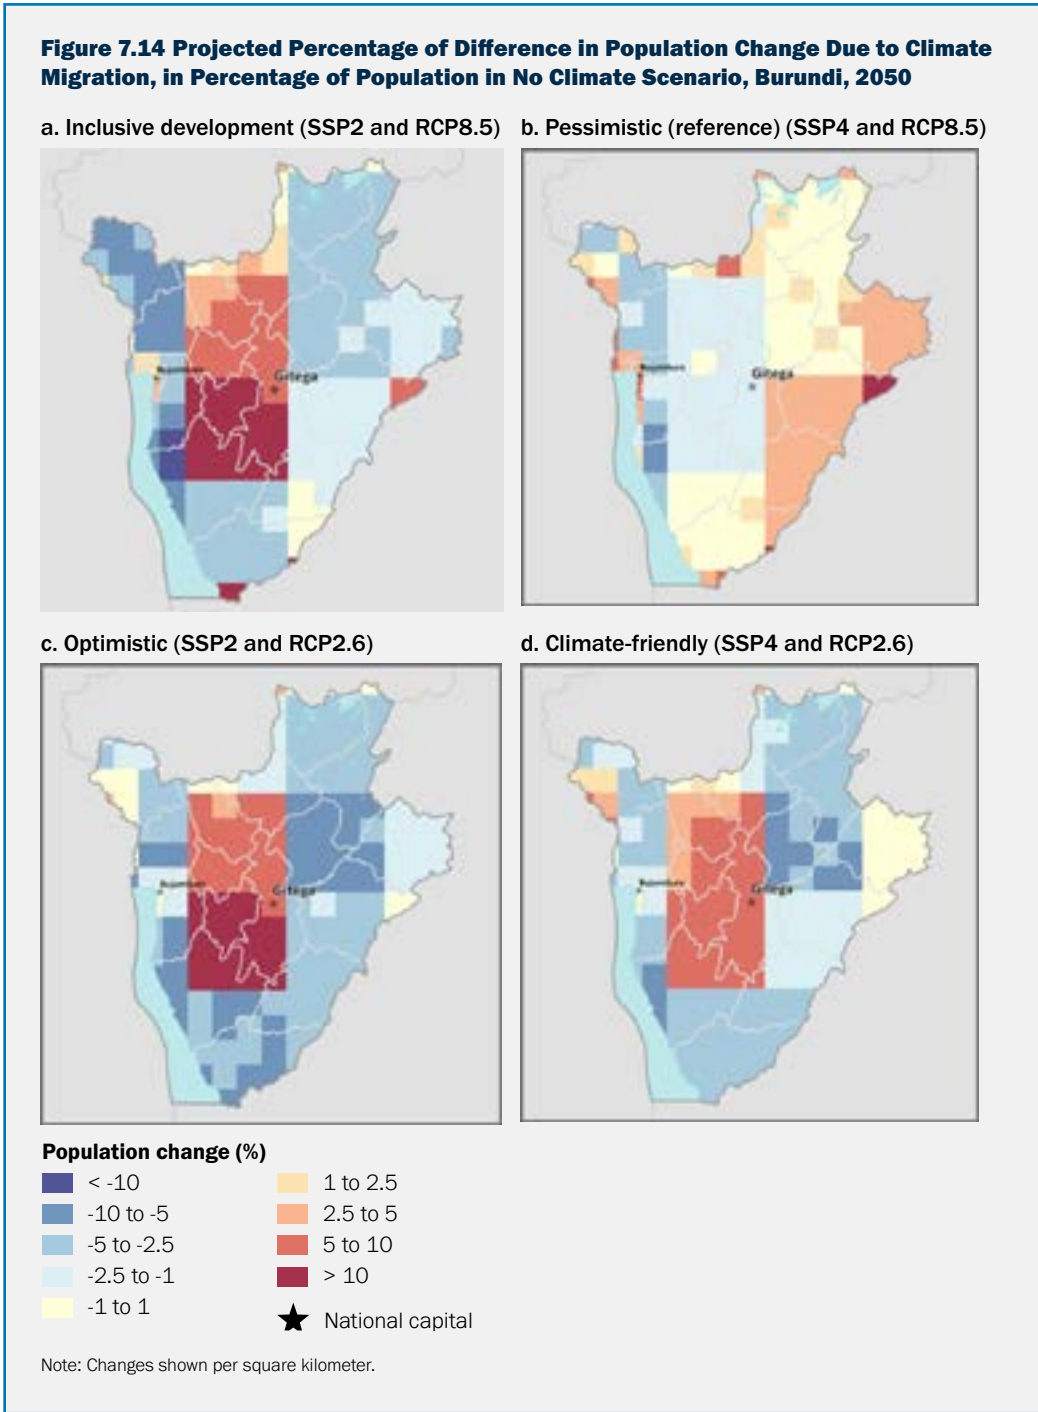 Figure 7.14 Projected Percentage of Difference in Population Change Due to Climate
Migration, in Percentage of Population in No Climate Scenario, Burundi, 2050
a. Inclusive development (SSP2 and RCP8.5)
b. Pessimistic (reference) (SSP4 and RCP8.5)
Bujumbura
Gitega
Bujumbura
Gitega
c. Optimistic (SSP2 and RCP2.6)
d. Climate-friendly (SSP4 and RCP2.6)
Bujumbura
Gitega
Bujumbura
Gitega
Population change (%)
< -10
-10 to -5
-5 to -2.5
-2.5 to -1
-1 to 1
1 to 2.5
2.5 to 5
5 to 10
> 10
National capital
Note: Changes shown per square kilometer.